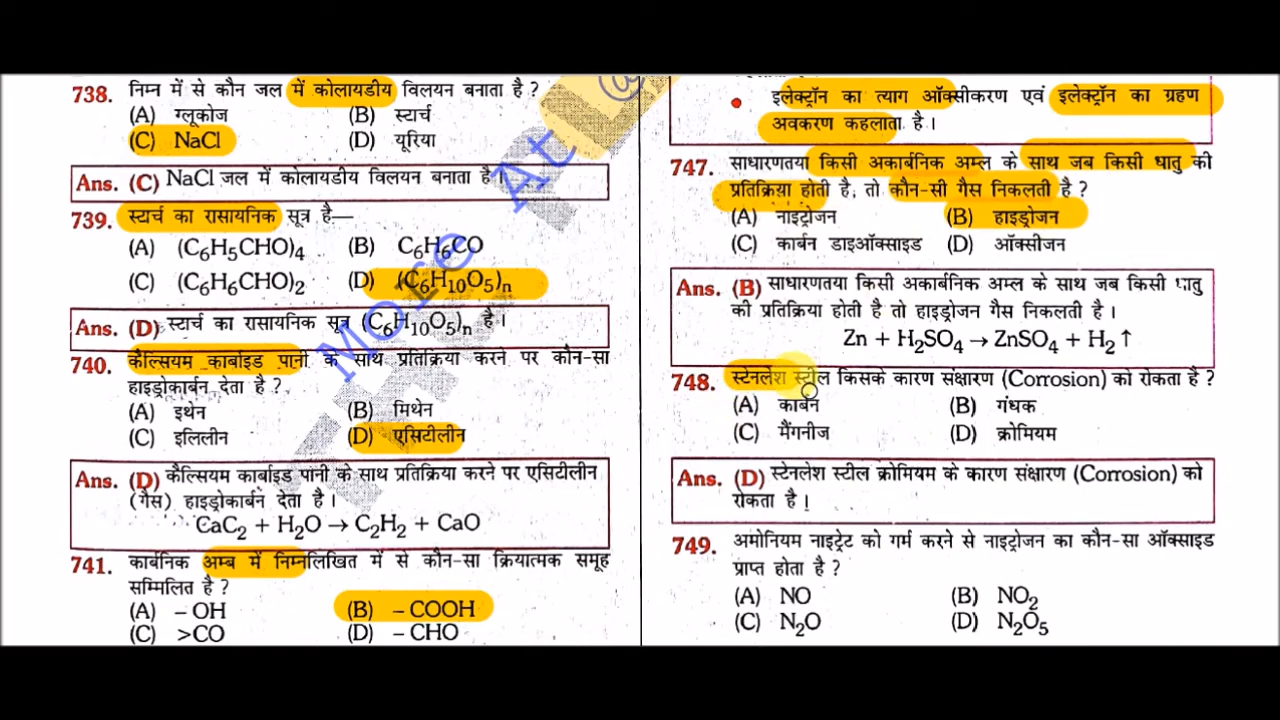 738. निम्न में से कौन जल में कोलायडीय विलयन बनाता है ?
(A) ग्लूकोज (B) स्टार्च
(C) NaCl (D) यूरिया
Ans. (C) NaCl जल में कोलायडीय विलयन बनाता है
739. स्टार्च का रासायनिक सूत्र है—
(A) (C6H5CHO)4 (B) C6H6CO
(C) (C6H6CHO)2 (D) (C6H10O5)n
Ans. (D) स्टार्च का रासायनिक सूत्र (C6H10O5)n है।
740. कैल्सियम कार्बाइड पानी के साथ प्रतिक्रिया करने पर कौन-सा
हाइड्रोकार्बन देता है ?
(A) इथेन (B) मिथेन
(C) इलिलीन (D) एसिटीलीन
Ans. (D) कैल्सियम कार्बाइड पानी के साथ प्रतिक्रिया करने पर एसिटीलीन
(गैस) हाइड्रोकार्बन देता है।
CaC2 + H2O → C2H2 + CaO
741. कार्बनिक अम्ब में निम्नलिखित में से कौन-सा क्रियात्मक समूह
सम्मिलित है ?
(A) – OH (B) – COOH
(C) >CO (D) – CHO
More At @
• इलेक्ट्रॉन का त्याग ऑक्सीकरण एवं इलेक्ट्रॉन का ग्रहण
अवकरण कहलाता है।
747. साधारणतया किसी अकार्बनिक अम्ल के साथ जब किसी धातु की
प्रतिक्रिया होती है, तो कौन-सी गैस निकलती है ?
(A) नाइट्रोजन (B) हाइड्रोजन
(C) कार्बन डाइऑक्साइड (D) ऑक्सीजन
Ans. (B) साधारणतया किसी अकार्बनिक अम्ल के साथ जब किसी धातु
की प्रतिक्रिया होती है तो हाइड्रोजन गैस निकलती है।
Zn + H2SO4 → ZnSO4 + H2 ↑
748. स्टेनलेश स्टील किसके कारण संक्षारण (Corrosion) को रोकता है ?
(A) कार्बन (B) गंधक
(C) मैंगनीज (D) क्रोमियम
Ans. (D) स्टेनलेश स्टील क्रोमियम के कारण संक्षारण (Corrosion) को
रोकता है।
749. अमोनियम नाइट्रेट को गर्म करने से नाइट्रोजन का कौन-सा ऑक्साइड
प्राप्त होता है ?
(A) NO (B) NO2
(C) N2O (D) N2O5